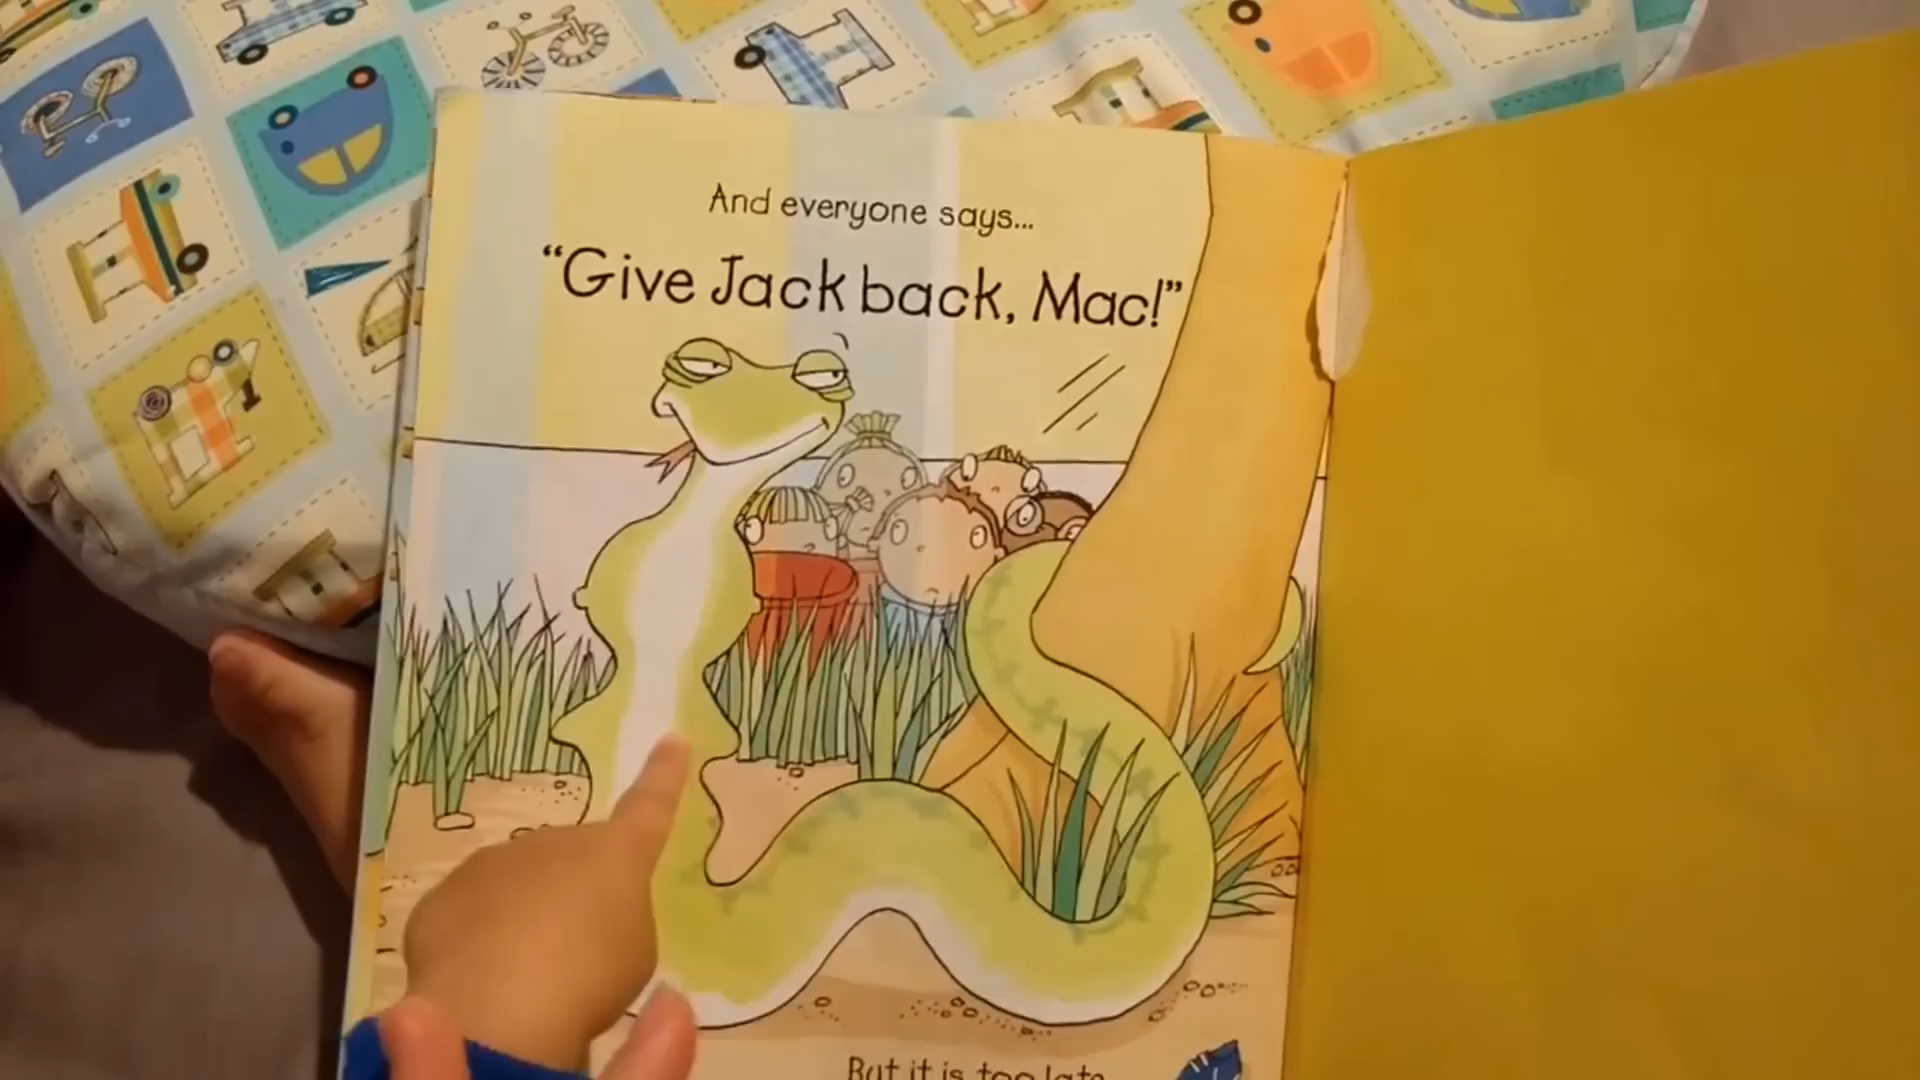 And everyone says...
“Give Jack back, Mac!”
But it is too late